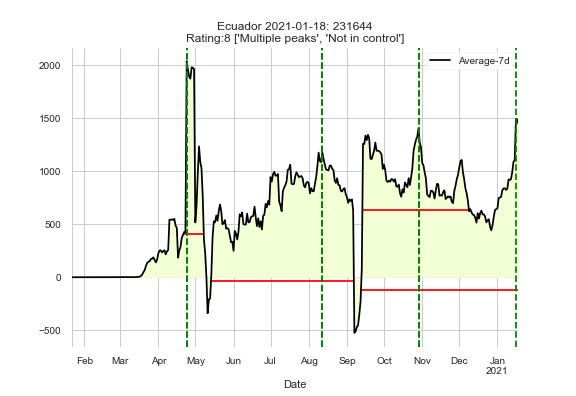 Ecuador 2021-01-18: 231644
Rating:8 ['Multiple peaks', 'Not in control']
Average-7d
2000
1500
1000
500
0
−500
Feb Mar Apr May Jun Jul Aug Sep Oct Nov Dec Jan
2021
Date